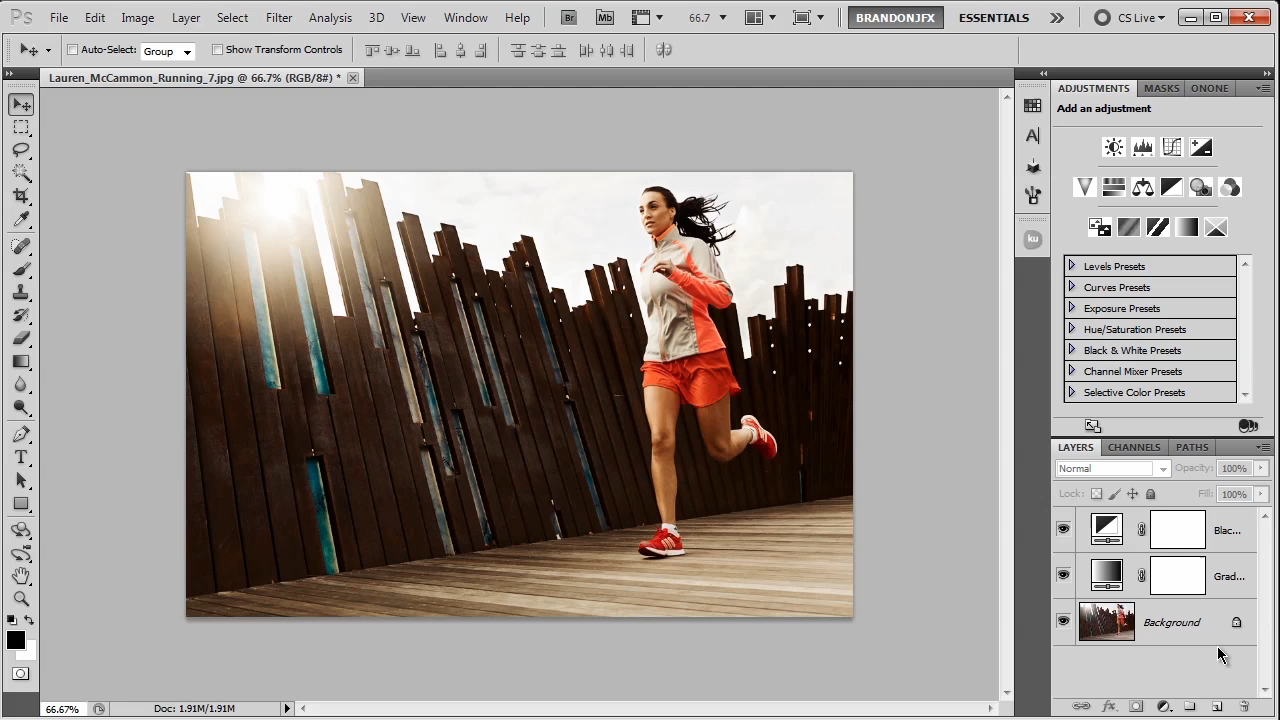 Ps File Edit Image Layer Select Filter Analysis 3D View Window Help Br Mb 66.7 BRANDONJFX ESSENTIALS CS Live
Auto-Select: Group Show Transform Controls
Lauren_McCammon_Running_7.jpg @ 66.7% (RGB/8#) *
ADJUSTMENTS MASKS ONONE
Add an adjustment
A
ku
T
Levels Presets
Curves Presets
Exposure Presets
Hue/Saturation Presets
Black & White Presets
Channel Mixer Presets
Selective Color Presets
LAYERS CHANNELS PATHS
Normal Opacity: 100%
Lock: Fill: 100%
Blac...
Grad...
Background
fx
66.67% Doc: 1.91M/1.91M